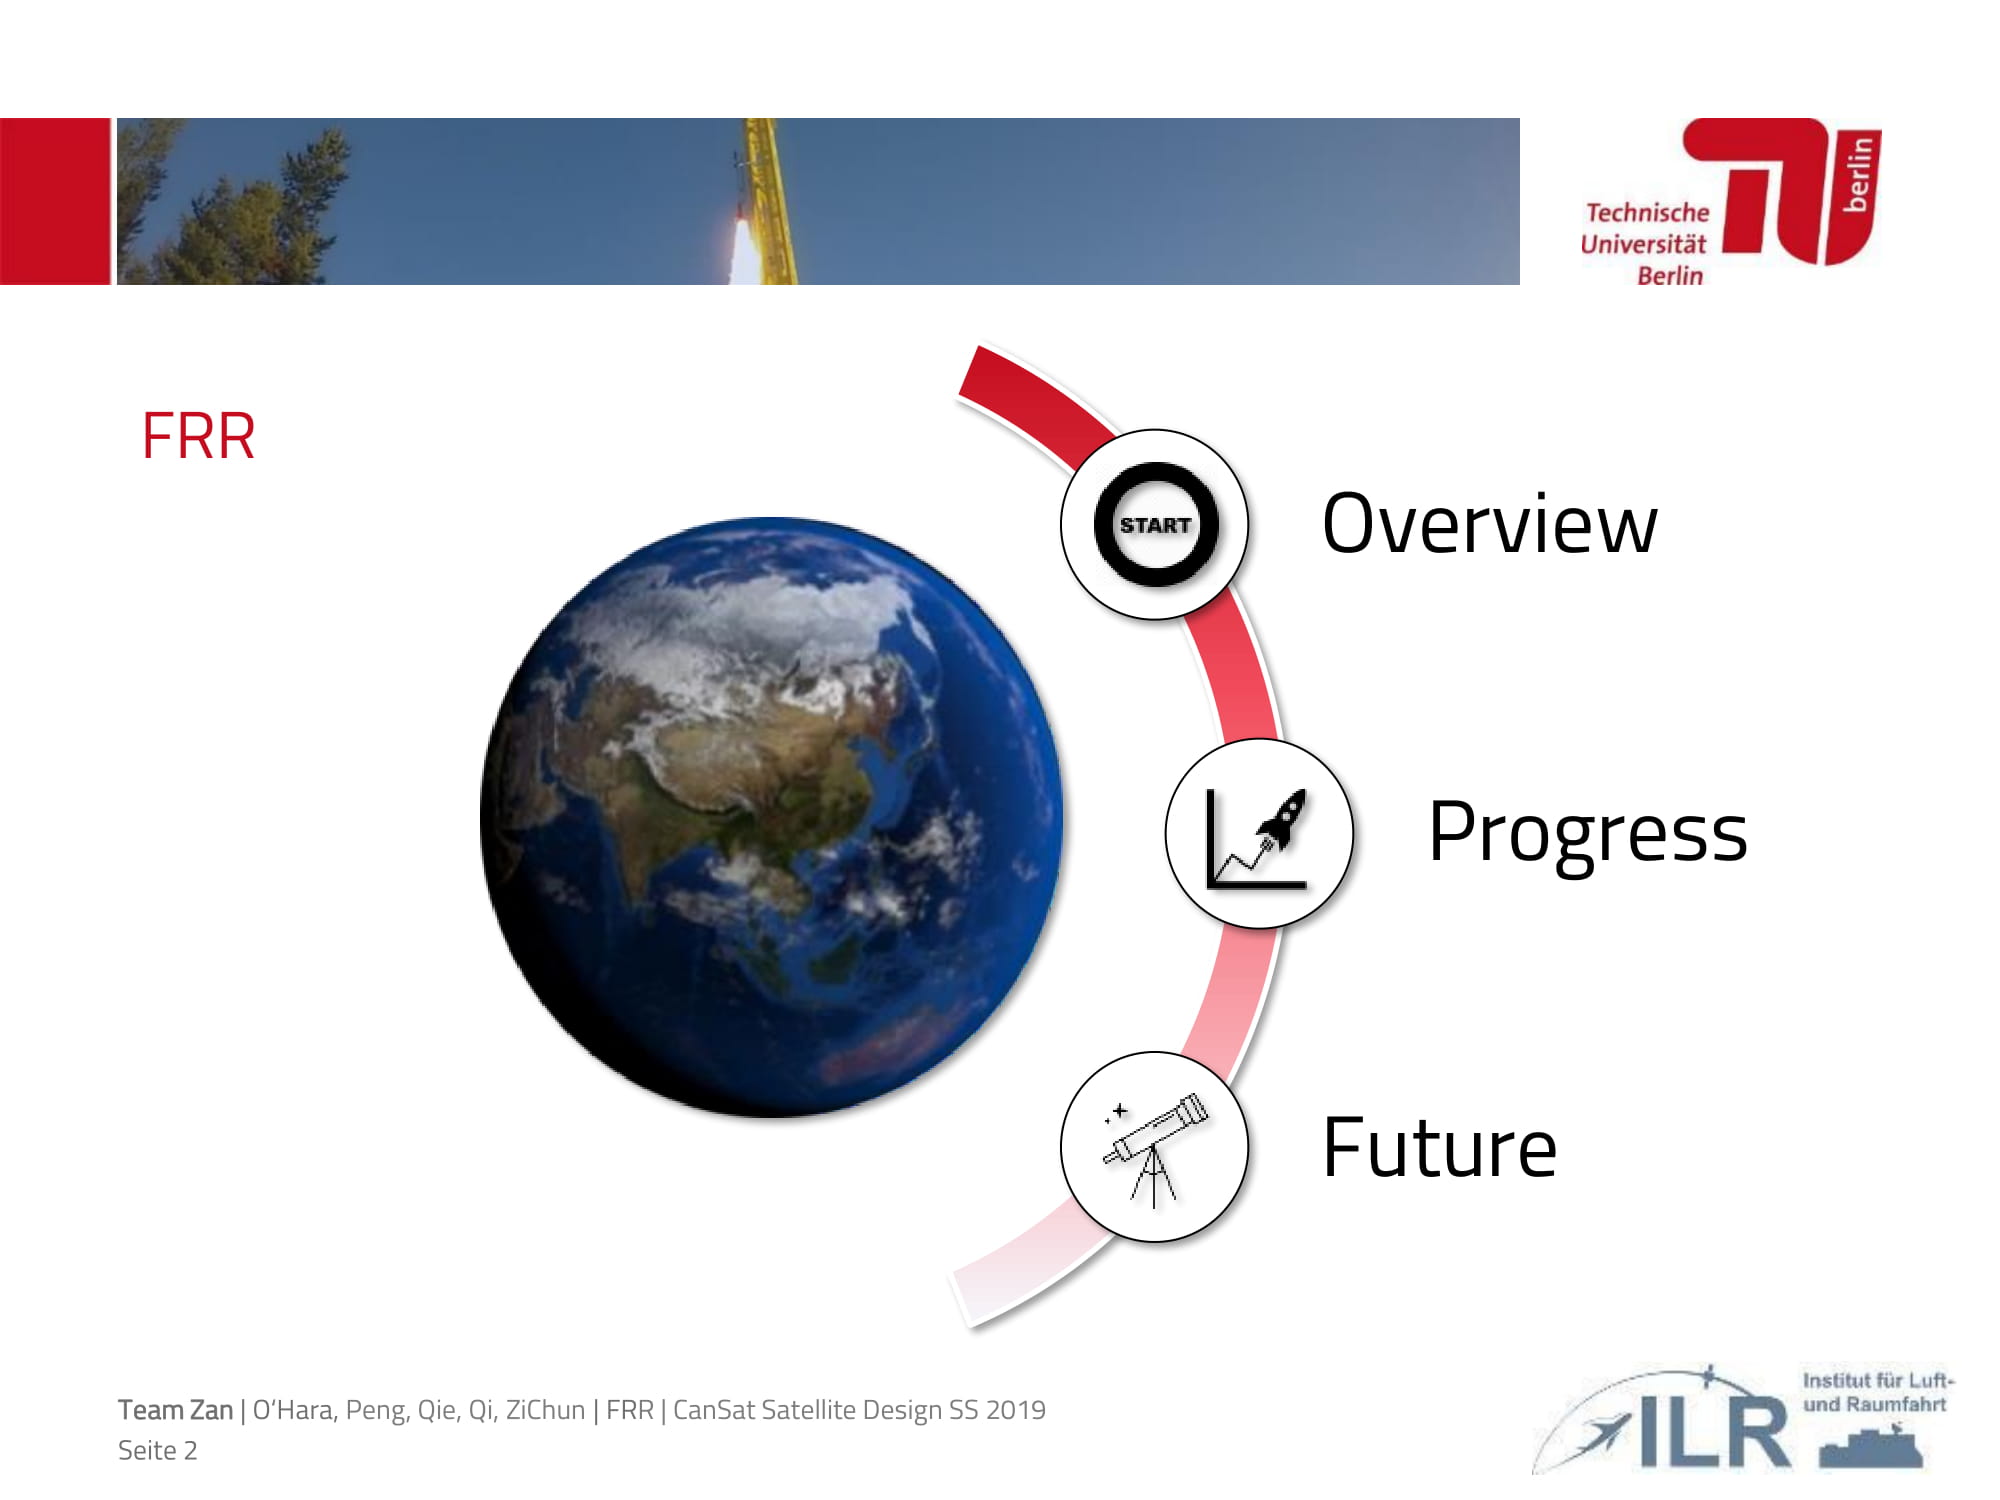 berlin
Technische
Universität
Berlin
FRR
START
Overview
Progress
Future
Team Zan | O‘Hara, Peng, Qie, Qi, ZiChun | FRR | CanSat Satellite Design SS 2019
Seite 2
ILR
Institut für Luft-
und Raumfahrt